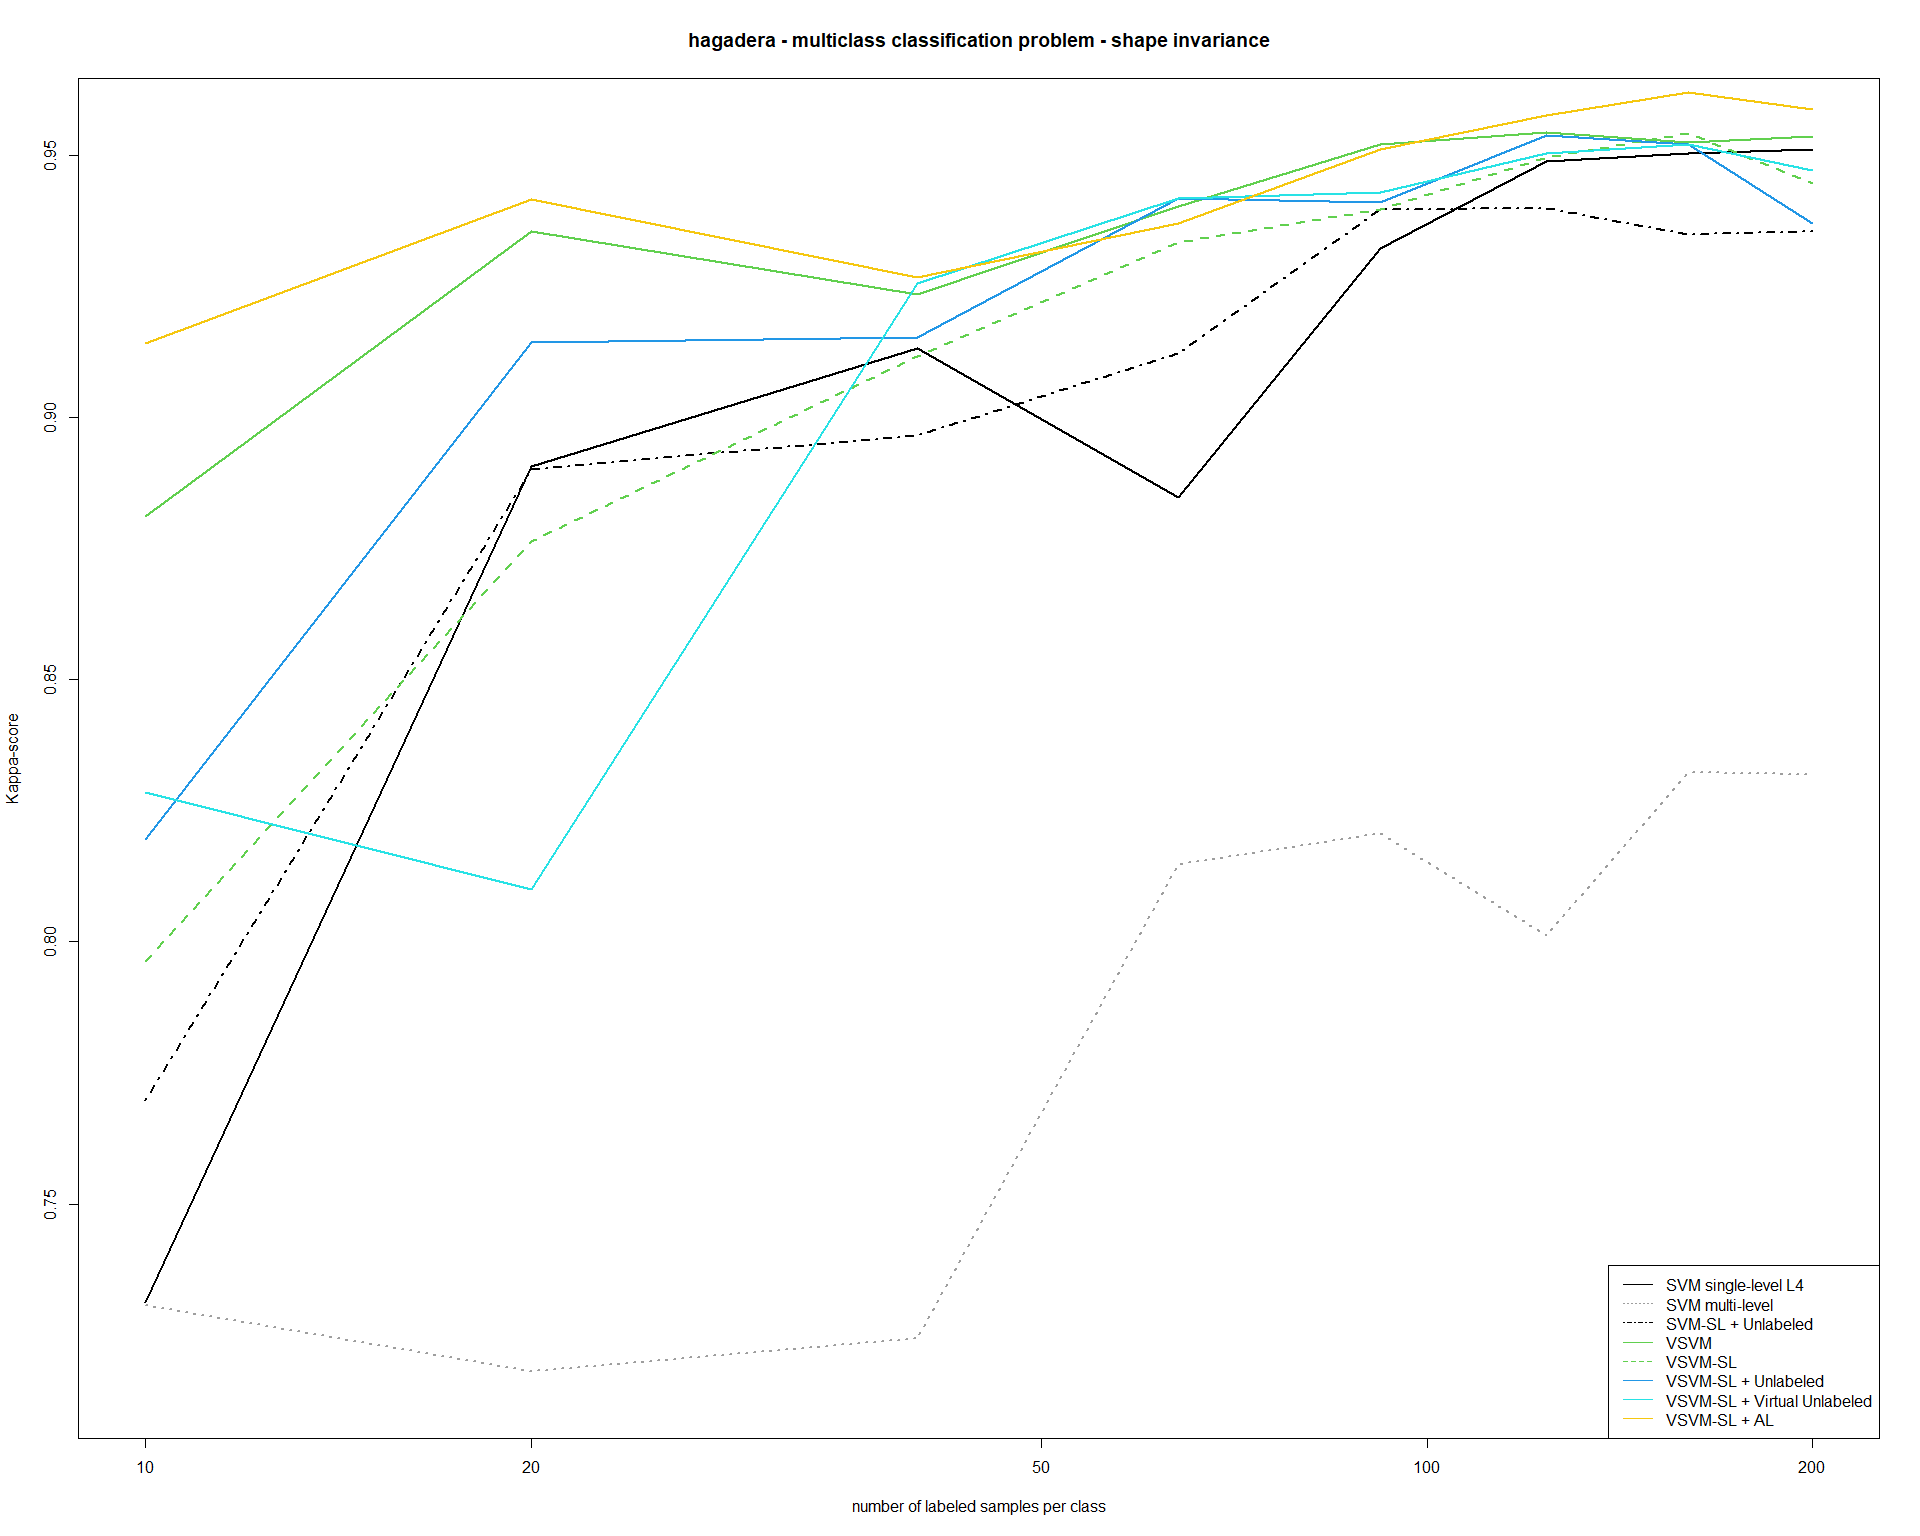 hagadera - multiclass classification problem - shape invariance
Kappa-score
0.95
0.90
0.85
0.80
0.75
SVM single-level L4
SVM multi-level
SVM-SL + Unlabeled
VSVM
VSVM-SL
VSVM-SL + Unlabeled
VSVM-SL + Virtual Unlabeled
VSVM-SL + AL
10 20 50 100 200
number of labeled samples per class